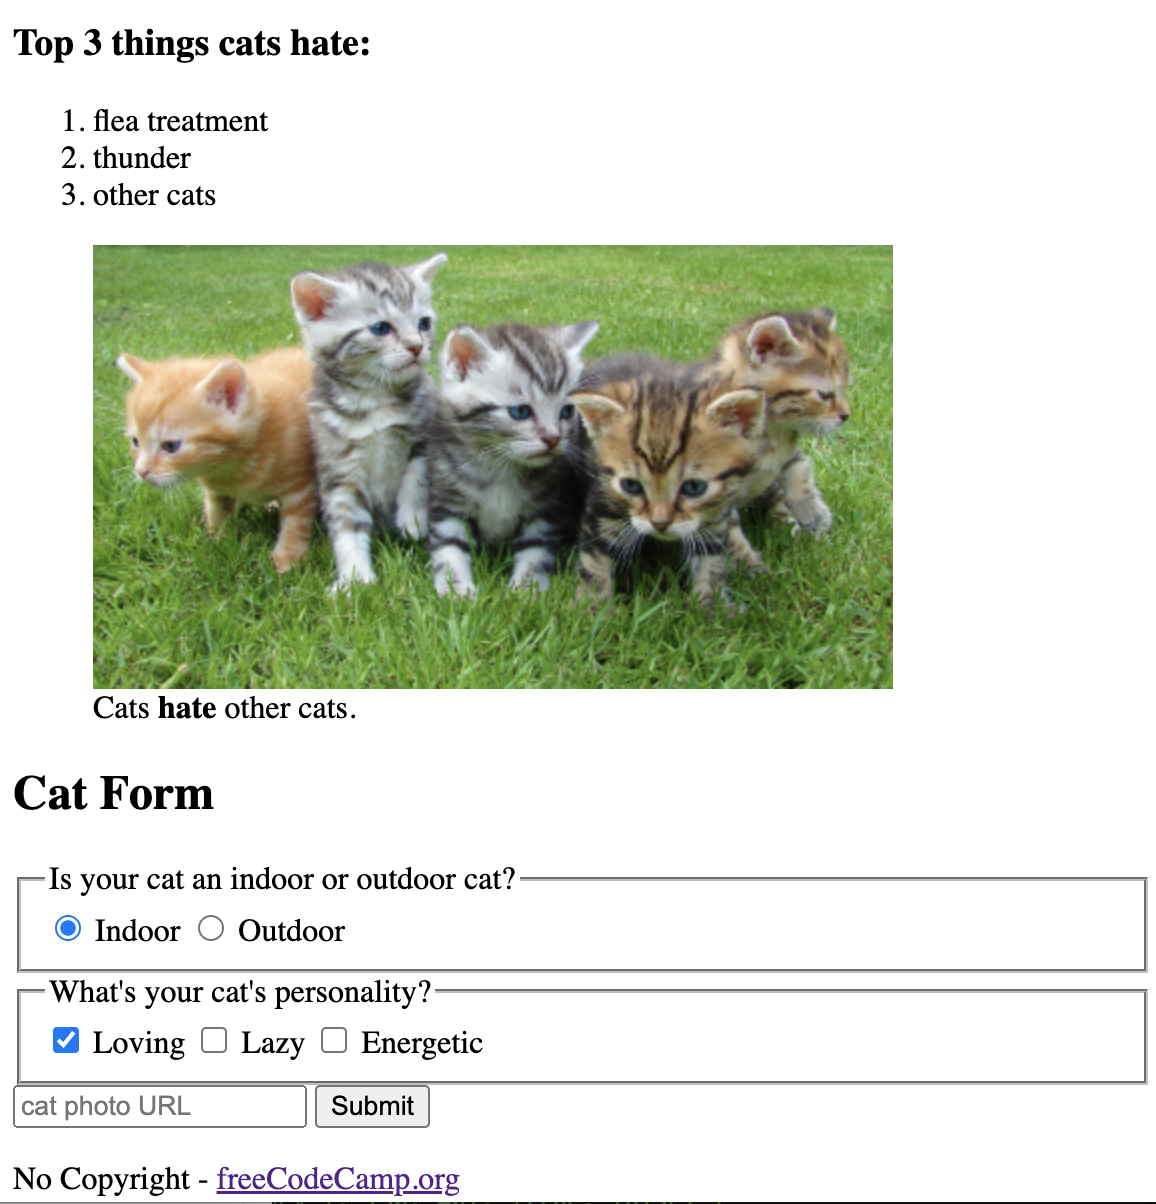 Top 3 things cats hate:
1. flea treatment
2. thunder
3. other cats
Cats hate other cats.
Cat Form
Is your cat an indoor or outdoor cat?
Indoor Outdoor
What's your cat's personality?
Loving Lazy Energetic
cat photo URL Submit
No Copyright - freeCodeCamp.org